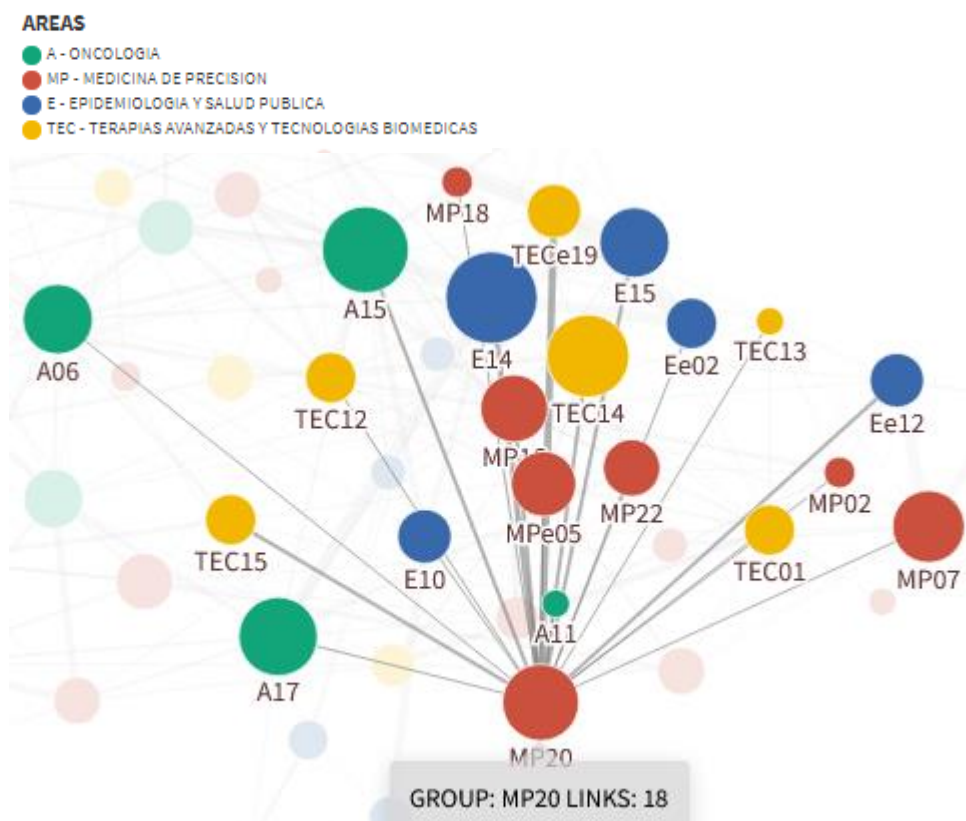 AREAS
A - ONCOLOGIA
MP - MEDICINA DE PRECISION
E - EPIDEMIOLOGIA Y SALUD PUBLICA
TEC - TERAPIAS AVANZADAS Y TECNOLOGIAS BIOMEDICAS
MP18
TECe19
E15
A15
E14
Ee02
TEC13
A06
TEC12
TEC14
Ee12
MPe05
MP22
MP02
TEC15
E10
TEC01
MP07
A11
A17
MP20
GROUP: MP20 LINKS: 18